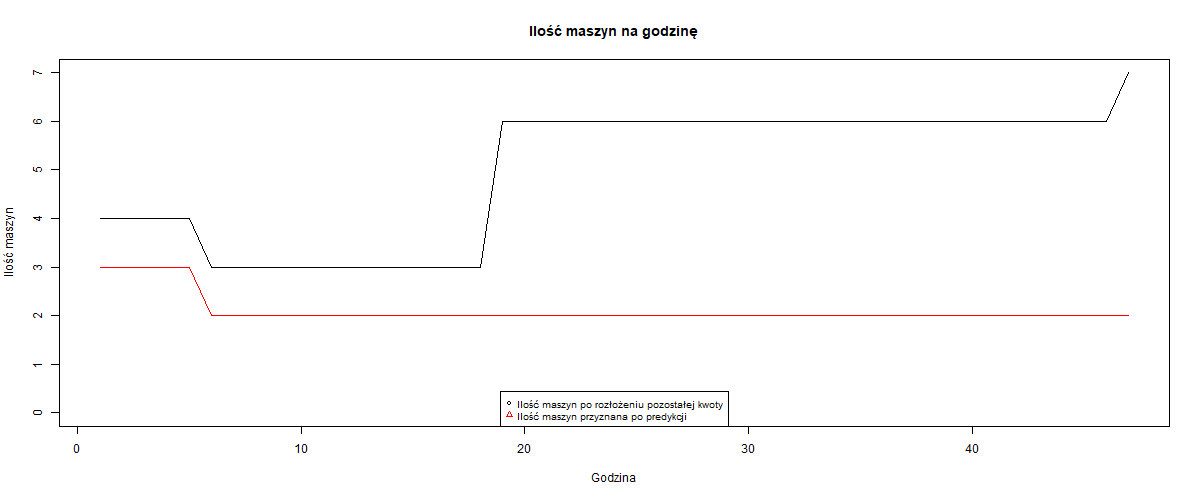 Ilość maszyn na godzinę
Ilość maszyn
7
6
5
4
3
2
1
0
Ilość maszyn po rozłożeniu pozostałej kwoty
Ilość maszyn przyznana po predykcji
0 10 20 30 40
Godzina